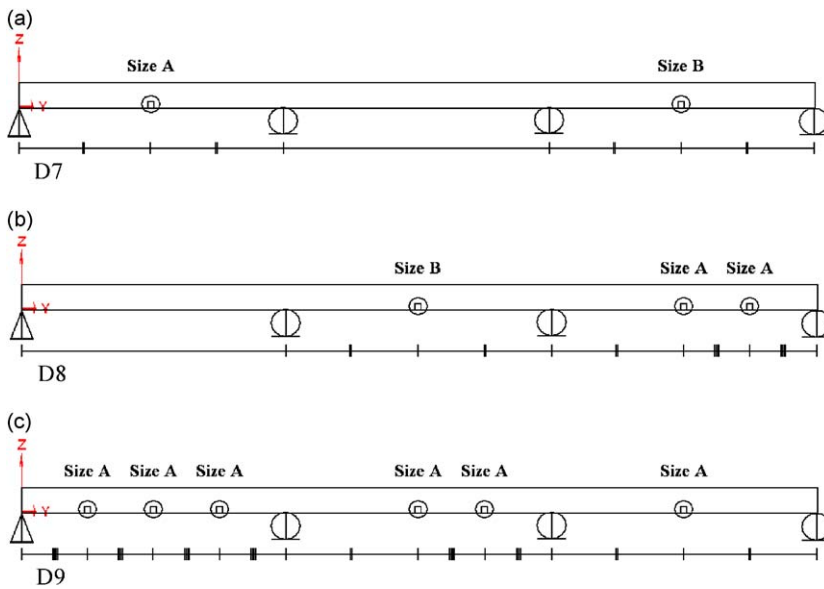 (a)
Z
Size A Size B
Y
D7
(b)
Z
Size B Size A Size A
Y
D8
(c)
Z
Size A Size A Size A Size A Size A Size A
Y
D9